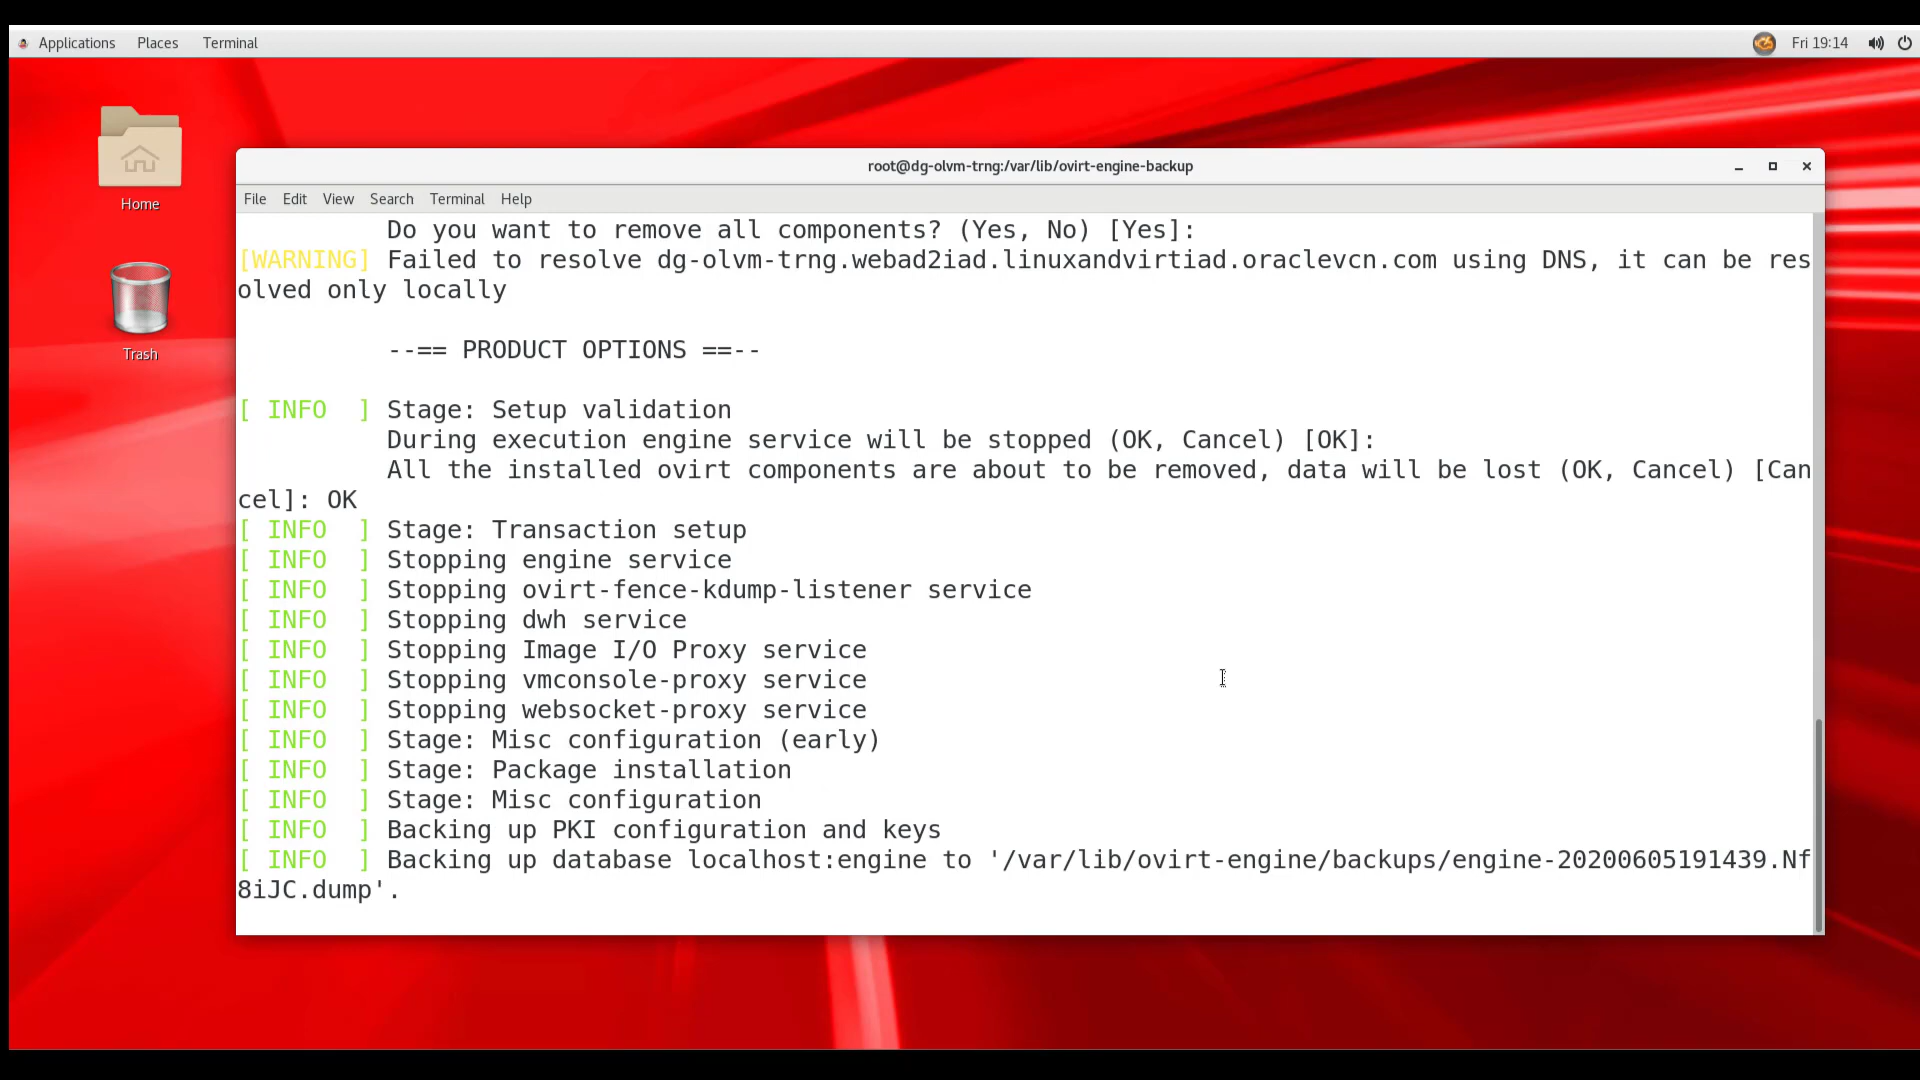 Applications Places Terminal Fri 19:14
Home
Trash
root@dg-olvm-trng:/var/lib/ovirt-engine-backup
File Edit View Search Terminal Help
Do you want to remove all components? (Yes, No) [Yes]:
[WARNING] Failed to resolve dg-olvm-trng.webad2iad.linuxandvirtiad.oraclevcn.com using DNS, it can be res
olved only locally
--== PRODUCT OPTIONS ==--
[ INFO  ] Stage: Setup validation
During execution engine service will be stopped (OK, Cancel) [OK]:
All the installed ovirt components are about to be removed, data will be lost (OK, Cancel) [Can
cel]: OK
[ INFO  ] Stage: Transaction setup
[ INFO  ] Stopping engine service
[ INFO  ] Stopping ovirt-fence-kdump-listener service
[ INFO  ] Stopping dwh service
[ INFO  ] Stopping Image I/O Proxy service
[ INFO  ] Stopping vmconsole-proxy service
[ INFO  ] Stopping websocket-proxy service
[ INFO  ] Stage: Misc configuration (early)
[ INFO  ] Stage: Package installation
[ INFO  ] Stage: Misc configuration
[ INFO  ] Backing up PKI configuration and keys
[ INFO  ] Backing up database localhost:engine to '/var/lib/ovirt-engine/backups/engine-20200605191439.Nf
8iJC.dump'.